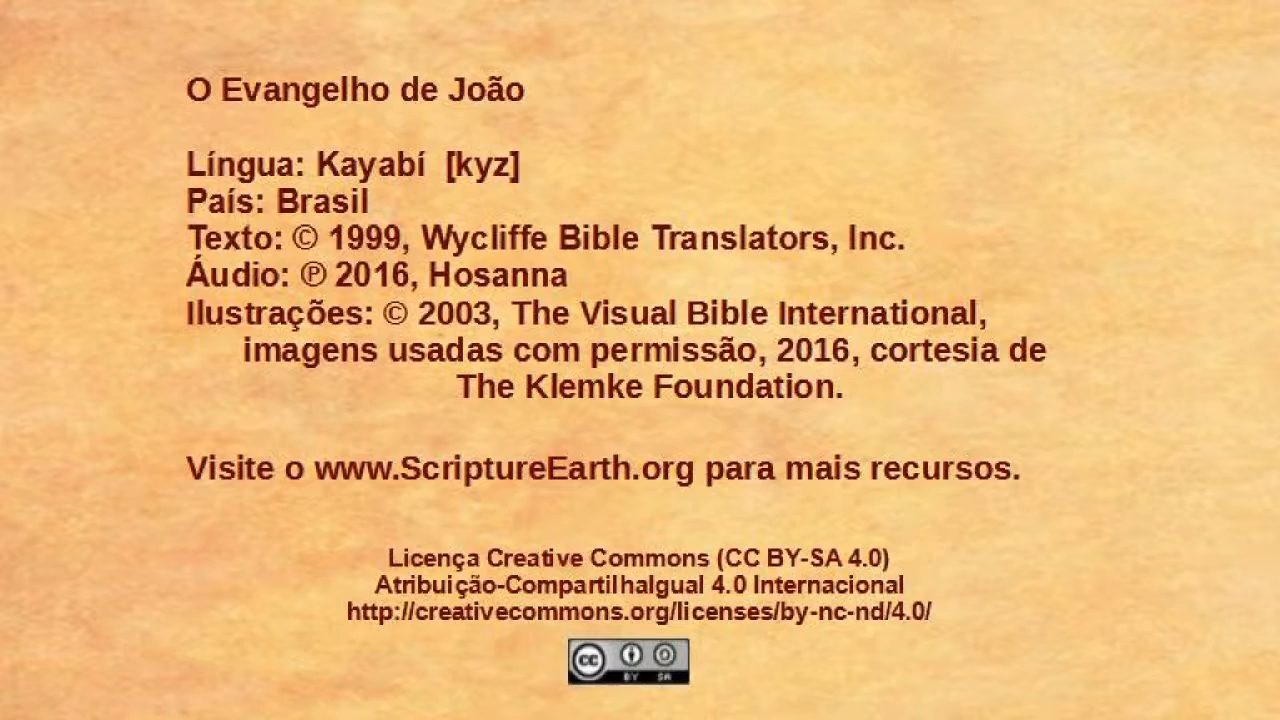 O Evangelho de João
Língua: Kayabí [kyz]
País: Brasil
Texto: © 1999, Wycliffe Bible Translators, Inc.
Áudio: ℗ 2016, Hosanna
Ilustrações: © 2003, The Visual Bible International,
imagens usadas com permissão, 2016, cortesia de
The Klemke Foundation.
Visite o www.ScriptureEarth.org para mais recursos.
Licença Creative Commons (CC BY-SA 4.0)
Atribuição-CompartilhaIgual 4.0 Internacional
http://creativecommons.org/licenses/by-nc-nd/4.0/
cc BY SA